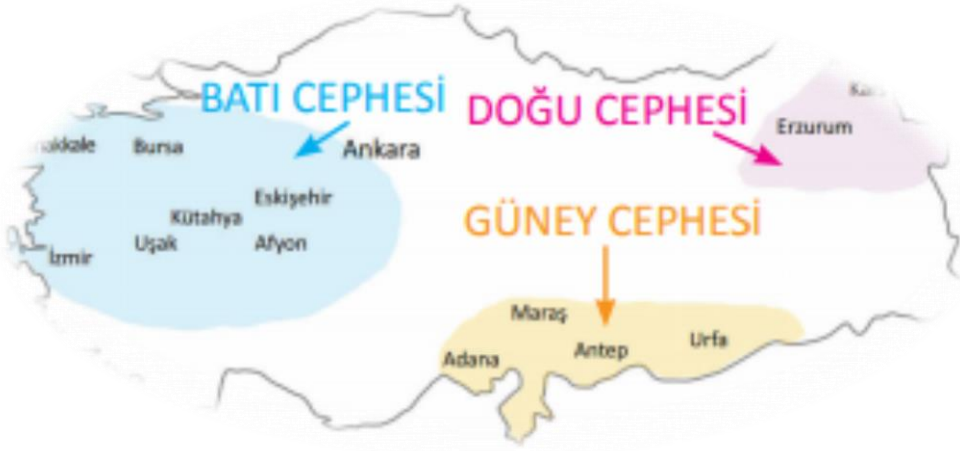 BATI CEPHESİ
DOĞU CEPHESİ
Erzurum
Bursa
Ankara
Eskişehir
Kütahya
GÜNEY CEPHESİ
Uşak
Afyon
İzmir
Maraş
Adana
Antep
Urfa